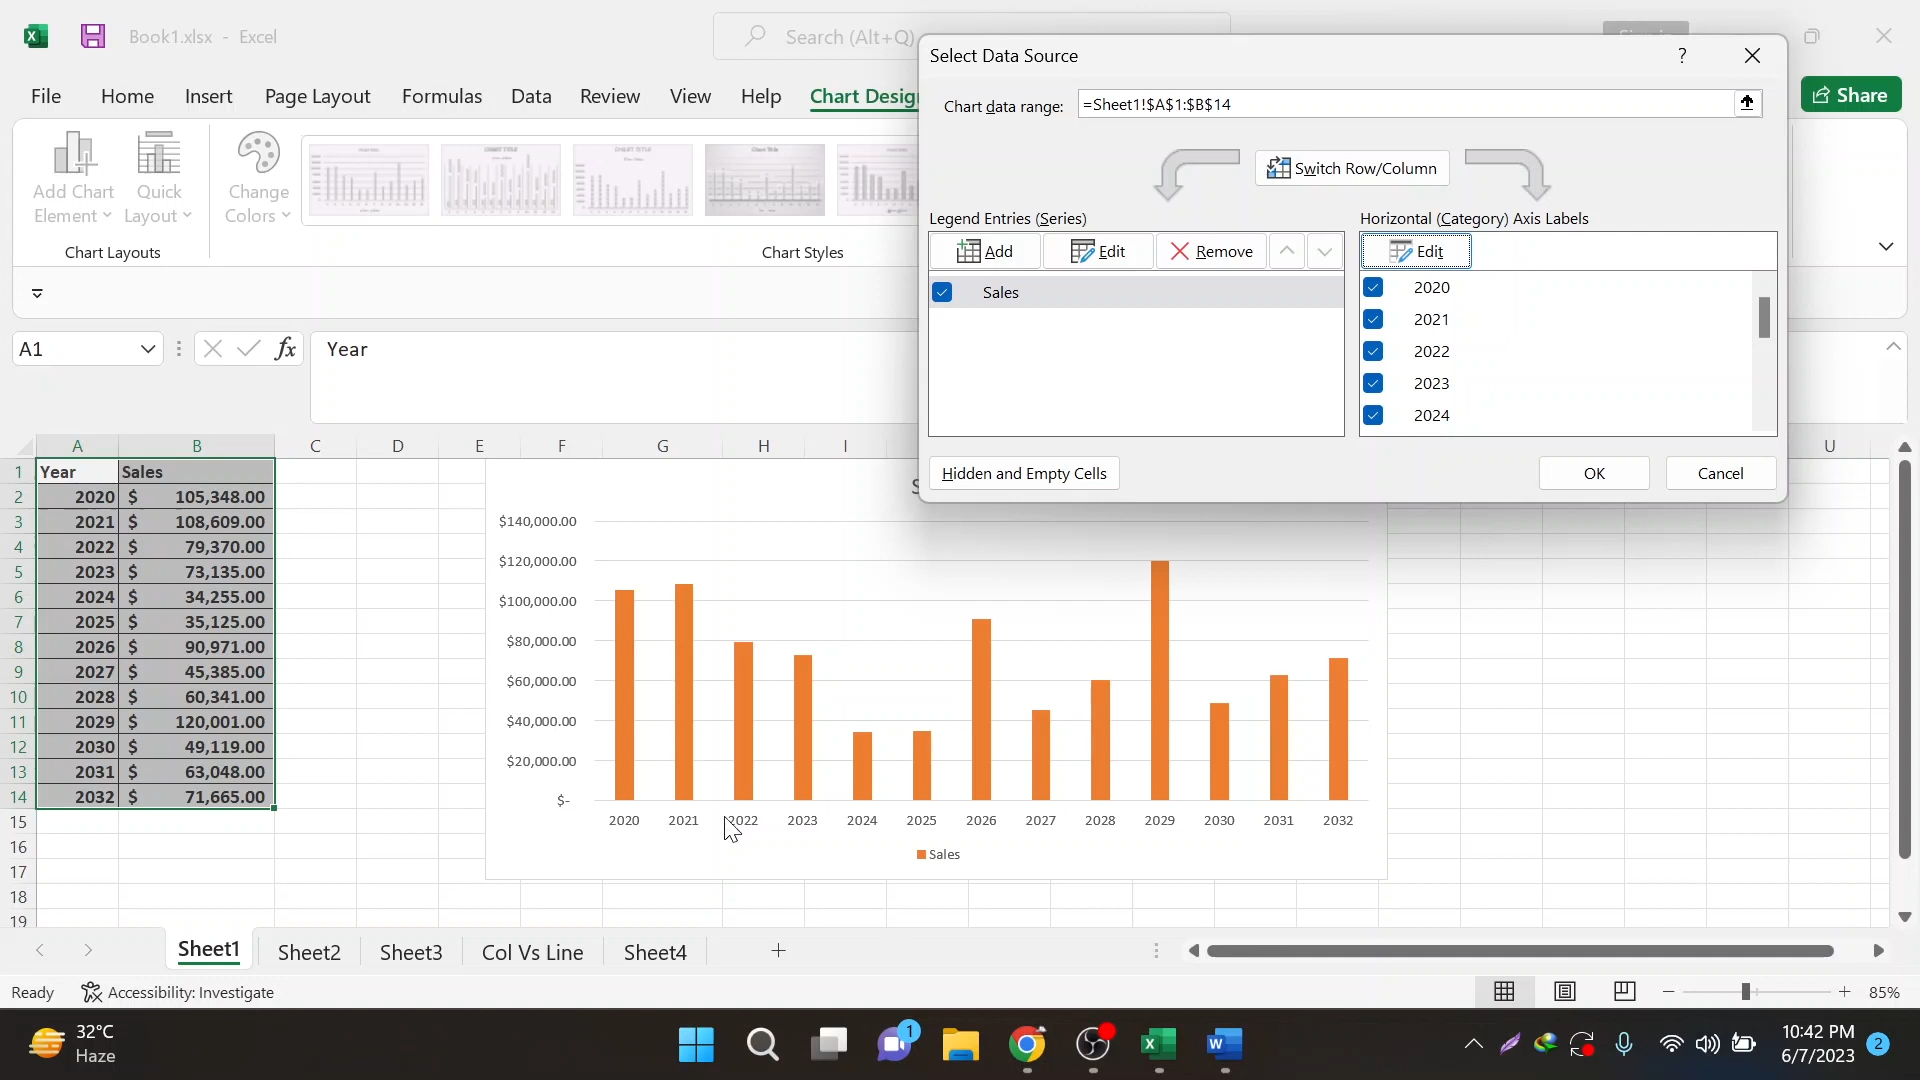 Book1.xlsx - Excel
Search (Alt+Q)
File Home Insert Page Layout Formulas Data Review View Help Chart Design
Share
Add Chart Element
Quick Layout
Change Colors
Chart Layouts
Chart Styles
Select Data Source
?
Chart data range: =Sheet1!$A$1:$B$14
Switch Row/Column
Legend Entries (Series)
Add Edit Remove
Sales
Horizontal (Category) Axis Labels
Edit
2020
2021
2022
2023
2024
Hidden and Empty Cells
OK Cancel
A1
fx
Year
A B C D E F G H I U
1 Year Sales
2 2020 $ 105,348.00
3 2021 $ 108,609.00
4 2022 $ 79,370.00
5 2023 $ 73,135.00
6 2024 $ 34,255.00
7 2025 $ 35,125.00
8 2026 $ 90,971.00
9 2027 $ 45,385.00
10 2028 $ 60,341.00
11 2029 $ 120,001.00
12 2030 $ 49,119.00
13 2031 $ 63,048.00
14 2032 $ 71,665.00
15
16
17
18
19
$140,000.00
$120,000.00
$100,000.00
$80,000.00
$60,000.00
$40,000.00
$20,000.00
$-
2020 2021 2022 2023 2024 2025 2026 2027 2028 2029 2030 2031 2032
Sales
Sheet1 Sheet2 Sheet3 Col Vs Line Sheet4
Ready Accessibility: Investigate
85%
32°C
Haze
1
10:42 PM
6/7/2023
2